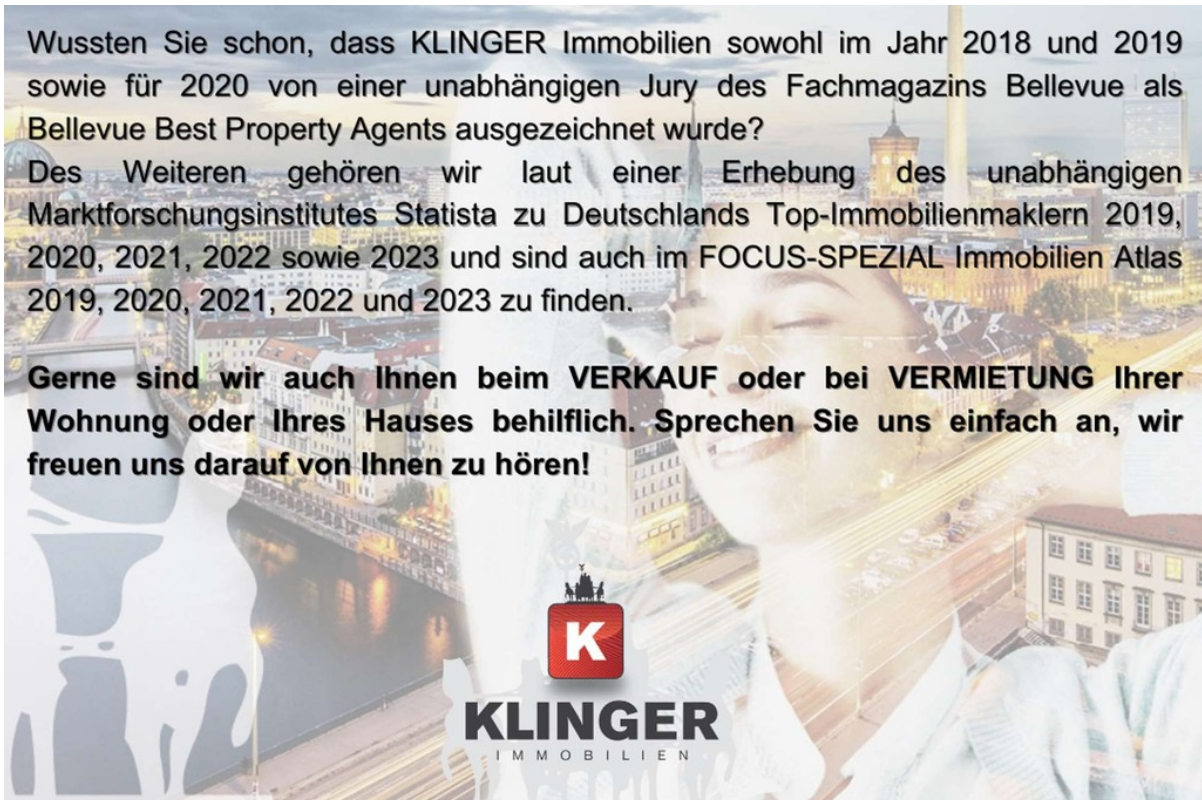 Wussten Sie schon, dass KLINGER Immobilien sowohl im Jahr 2018 und 2019
sowie für 2020 von einer unabhängigen Jury des Fachmagazins Bellevue als
Bellevue Best Property Agents ausgezeichnet wurde?
Des Weiteren gehören wir laut einer Erhebung des unabhängigen
Marktforschungsinstitutes Statista zu Deutschlands Top-Immobilienmaklern 2019,
2020, 2021, 2022 sowie 2023 und sind auch im FOCUS-SPEZIAL Immobilien Atlas
2019, 2020, 2021, 2022 und 2023 zu finden.
Gerne sind wir auch Ihnen beim VERKAUF oder bei VERMIETUNG Ihrer
Wohnung oder Ihres Hauses behilflich. Sprechen Sie uns einfach an, wir
freuen uns darauf von Ihnen zu hören!
K
KLINGER
IMMOBILIEN